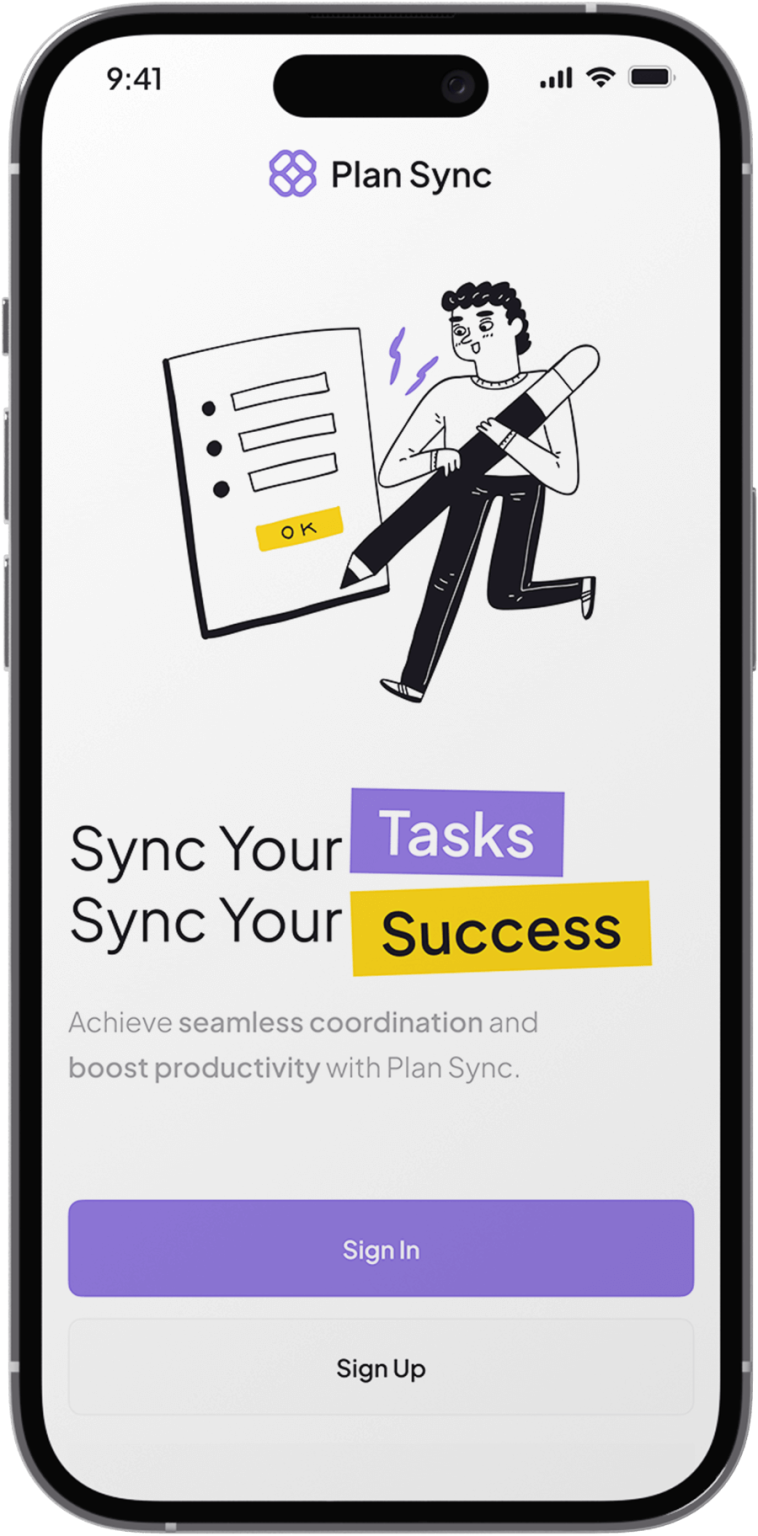 9:41
Plan Sync
OK
Sync Your Tasks
Sync Your Success
Achieve seamless coordination and
boost productivity with Plan Sync.
Sign In
Sign Up